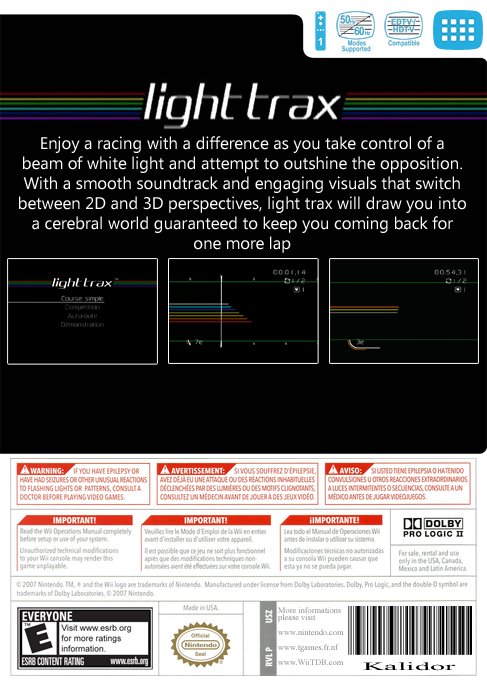 1
50Hz
60Hz
Modes
Supported
EDTV
HDTV
Compatible
light trax
Enjoy a racing with a difference as you take control of a
beam of white light and attempt to outshine the opposition.
With a smooth soundtrack and engaging visuals that switch
between 2D and 3D perspectives, light trax will draw you into
a cerebral world guaranteed to keep you coming back for
one more lap
light trax™
Course simple
Compétition
Autoroute
Démonstration
00:01,14
1/2
1
7e
00:54,31
1/2
1
3e
WARNING: IF YOU HAVE EPILEPSY OR
HAVE HAD SEIZURES OR OTHER UNUSUAL REACTIONS
TO FLASHING LIGHTS OR PATTERNS, CONSULT A
DOCTOR BEFORE PLAYING VIDEO GAMES.
AVERTISSEMENT: SI VOUS SOUFFREZ D'ÉPILEPSIE,
AVEZ DÉJÀ EU UNE ATTAQUE OU DES RÉACTIONS INHABITUELLES
DÉCLENCHÉES PAR DES LUMIÈRES OU DES MOTIFS CLIGNOTANTS,
CONSULTEZ UN MÉDECIN AVANT DE JOUER À DES JEUX VIDÉO.
AVISO: SI USTED TIENE EPILEPSIA O HA TENIDO
CONVULSIONES U OTROS REACCIONES EXTRAORDINARIOS
A LUCES INTERMITENTES O SECUENCIAS, CONSULTE A UN
MÉDICO ANTES DE JUGAR VIDEOJUEGOS.
IMPORTANT!
Read the Wii Operations Manual completely
before setup or use of your system.
Unauthorized technical modifications
to your Wii console may render this
game unplayable.
IMPORTANT!
Veuillez lire le Mode d'Emploi de la Wii en entier
avant d'installer ou d'utiliser votre appareil.
Il est possible que ce jeu ne soit plus fonctionnel
apres que des modifications techniques non-
autorisées aient été effectuées sur votre console Wii.
¡IMPORTANTE!
Lea todo el Manual de Operaciones Wii
antes de instalar o utilizar su sistema.
Modificaciones técnicas no autorizadas
a su consola Wii pueden causar que
esta ya no se pueda jugar.
DOLBY
PRO LOGIC II
For sale, rental and use
only in the USA, Canada,
Mexico and Latin America.
© 2007 Nintendo. TM, ® and the Wii logo are trademarks of Nintendo. Manufactured under license from Dolby Laboratories. Dolby, Pro Logic, and the double-D symbol are
trademarks of Dolby Laboratories. © 2007 Nintendo.
EVERYONE
E
Visit www.esrb.org
for more ratings
information.
ESRB CONTENT RATING www.esrb.org
Made in USA.
Official
Nintendo
Seal
RVLP USZ
More informations
please visit
www.nintendo.com
www.tgames.fr.nf
www.WiiTDB.com
Kalidor